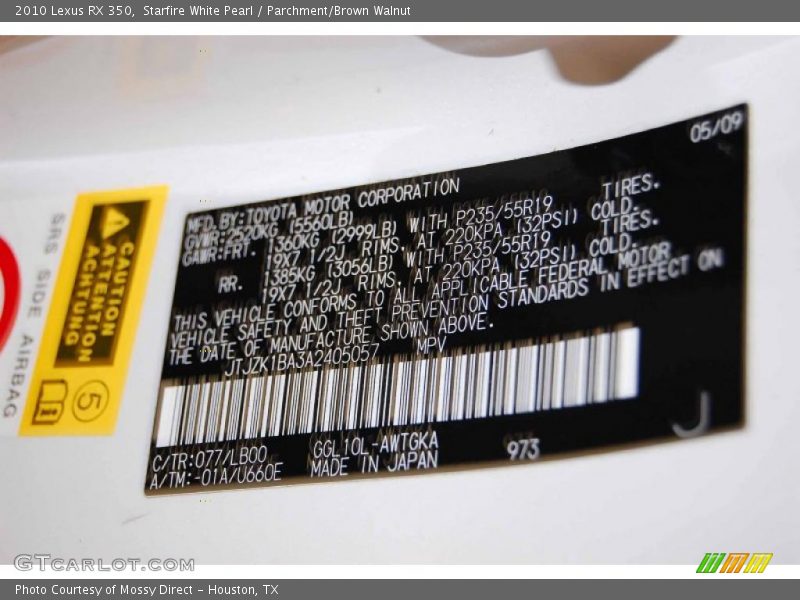 2010 Lexus RX 350, Starfire White Pearl / Parchment/Brown Walnut
05/09
MFD. BY: TOYOTA MOTOR CORPORATION
GVWR: 2520KG (5560LB)
GAWR: FRT. 1360KG (2999LB) WITH P235/55R19 TIRES.
19X7 1/2J RIMS, AT 220KPA (32PSI) COLD.
RR. 1385KG (3056LB) WITH P235/55R19 TIRES.
19X7 1/2J RIMS, AT 220KPA (32PSI) COLD.
THIS VEHICLE CONFORMS TO ALL APPLICABLE FEDERAL MOTOR
VEHICLE SAFETY AND THEFT PREVENTION STANDARDS IN EFFECT ON
THE DATE OF MANUFACTURE SHOWN ABOVE.
JTJZK1BA3A2405057 MPV
C/TR: 077/LB00 GGL10L-AWTGKA 973
A/TM: -01A/U660E MADE IN JAPAN
J
SRS SIDE AIRBAG
CAUTION
ATTENTION
ACHTUNG
5
GTCARLOT.COM
Photo Courtesy of Mossy Direct - Houston, TX